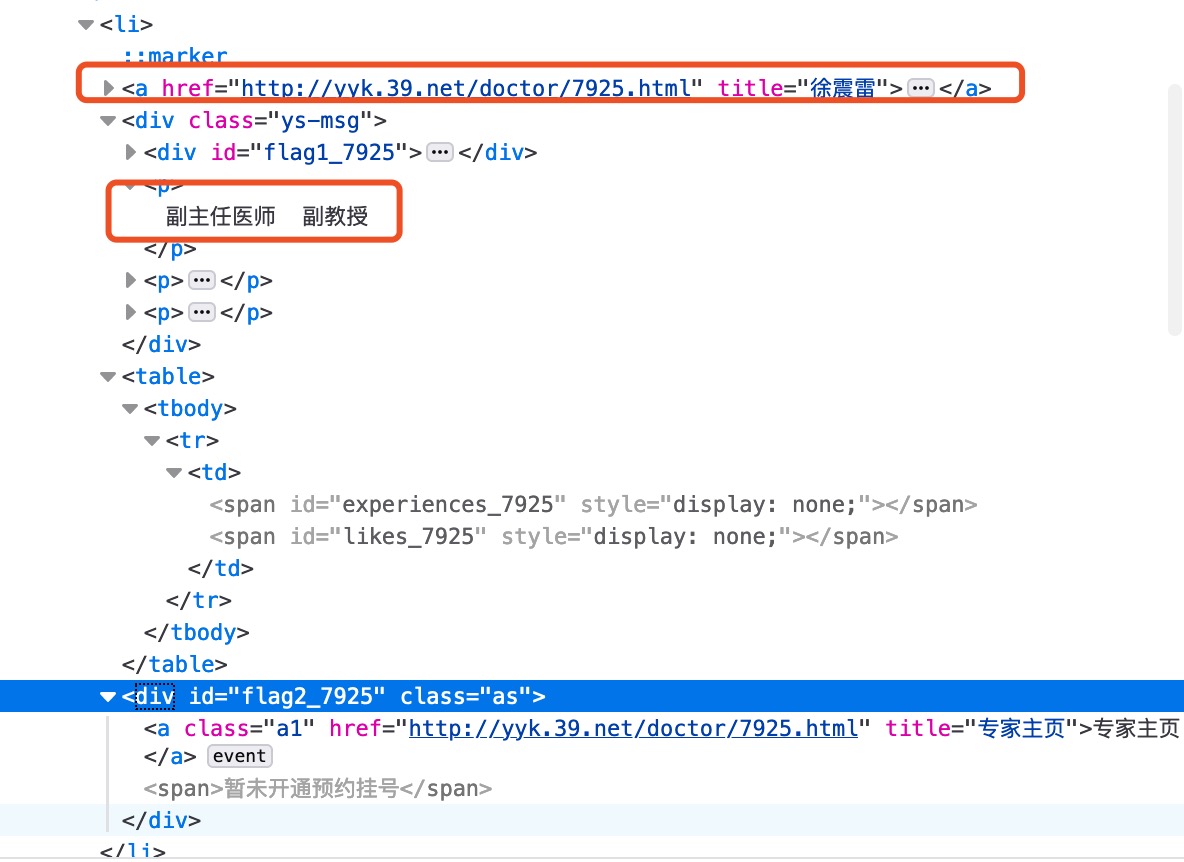 <li>
::marker
<a href="http://yyk.39.net/doctor/7925.html" title="徐震雷">…</a>
<div class="ys-msg">
<div id="flag1_7925">…</div>
<p>
副主任医师 副教授
</p>
<p>…</p>
<p>…</p>
</div>
<table>
<tbody>
<tr>
<td>
<span id="experiences_7925" style="display: none;"></span>
<span id="likes_7925" style="display: none;"></span>
</td>
</tr>
</tbody>
</table>
<div id="flag2_7925" class="as">
<a class="a1" href="http://yyk.39.net/doctor/7925.html" title="专家主页">专家主页
</a> event
<span>暂未开通预约挂号</span>
</div>
</li>